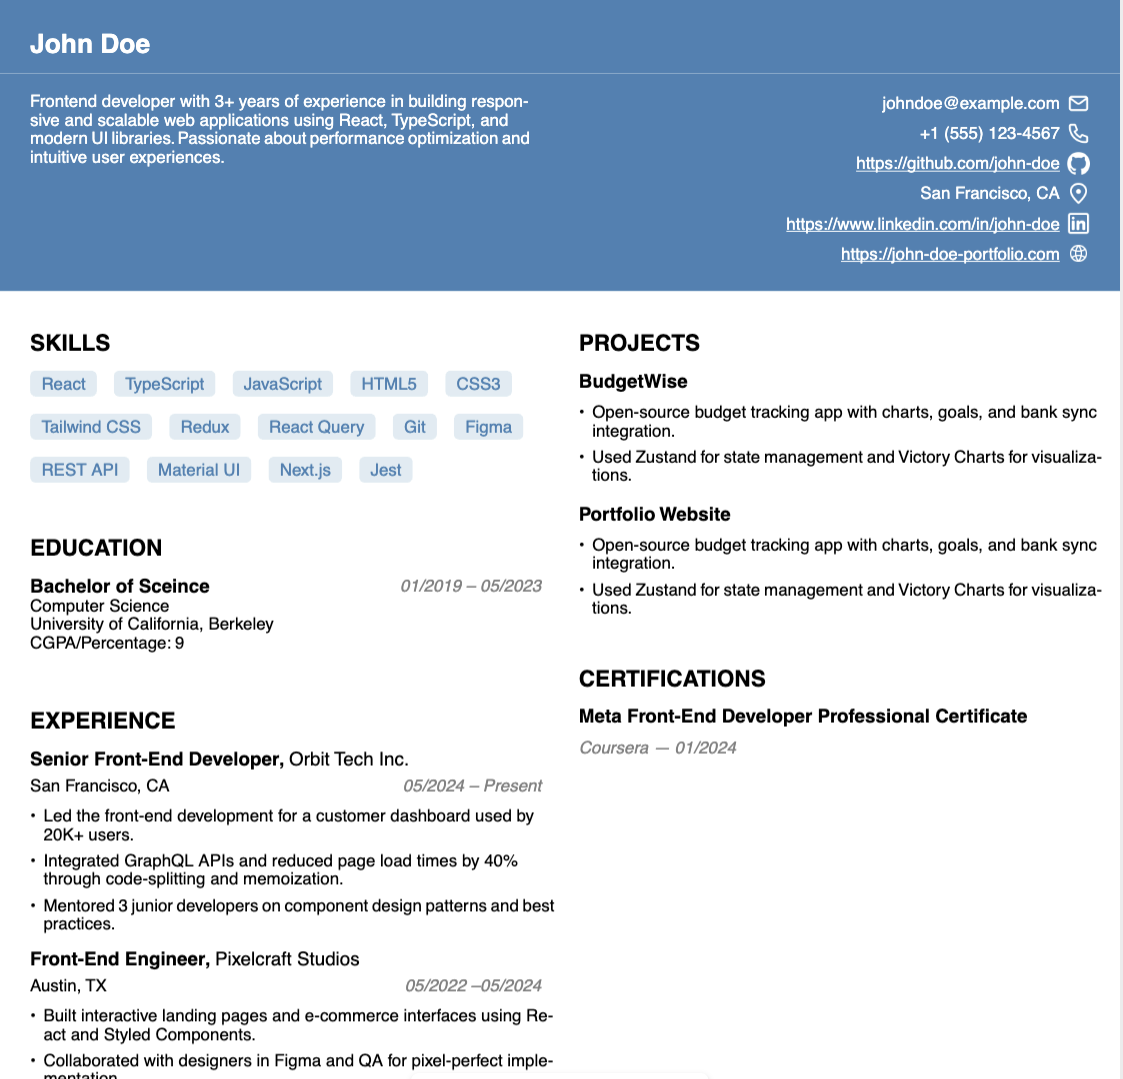 John Doe
Frontend developer with 3+ years of experience in building respon-
sive and scalable web applications using React, TypeScript, and
modern UI libraries. Passionate about performance optimization and
intuitive user experiences.
johndoe@example.com
+1 (555) 123-4567
https://github.com/john-doe
San Francisco, CA
https://www.linkedin.com/in/john-doe
in
https://john-doe-portfolio.com
SKILLS
React TypeScript JavaScript HTML5 CSS3
Tailwind CSS Redux React Query Git Figma
REST API Material UI Next.js Jest
EDUCATION
Bachelor of Sceince 01/2019 – 05/2023
Computer Science
University of California, Berkeley
CGPA/Percentage: 9
EXPERIENCE
Senior Front-End Developer, Orbit Tech Inc.
San Francisco, CA 05/2024 – Present
• Led the front-end development for a customer dashboard used by
20K+ users.
• Integrated GraphQL APIs and reduced page load times by 40%
through code-splitting and memoization.
• Mentored 3 junior developers on component design patterns and best
practices.
Front-End Engineer, Pixelcraft Studios
Austin, TX 05/2022 –05/2024
• Built interactive landing pages and e-commerce interfaces using Re-
act and Styled Components.
• Collaborated with designers in Figma and QA for pixel-perfect imple-
mentation.
PROJECTS
BudgetWise
• Open-source budget tracking app with charts, goals, and bank sync
integration.
• Used Zustand for state management and Victory Charts for visualiza-
tions.
Portfolio Website
• Open-source budget tracking app with charts, goals, and bank sync
integration.
• Used Zustand for state management and Victory Charts for visualiza-
tions.
CERTIFICATIONS
Meta Front-End Developer Professional Certificate
Coursera — 01/2024